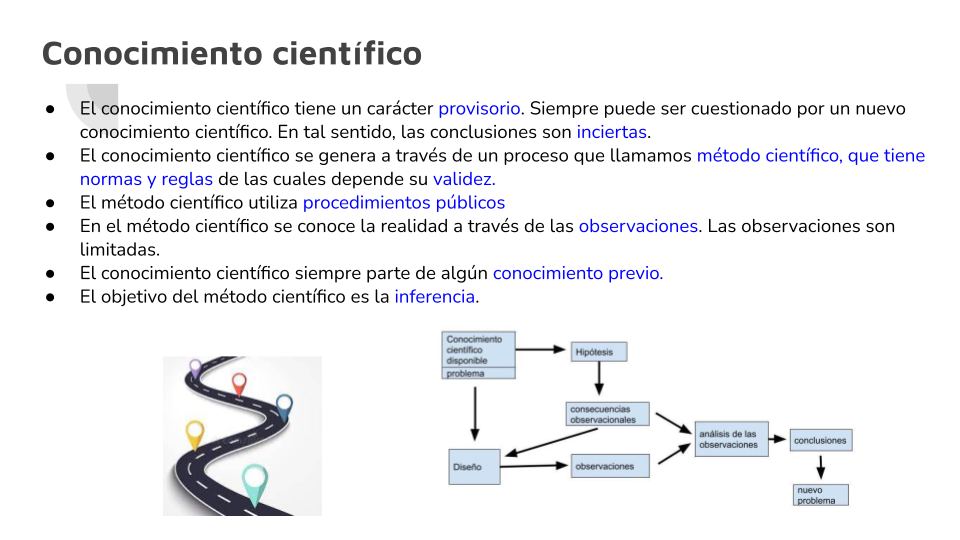 Conocimiento científico
● El conocimiento científico tiene un carácter provisorio. Siempre puede ser cuestionado por un nuevo
conocimiento científico. En tal sentido, las conclusiones son inciertas.
● El conocimiento científico se genera a través de un proceso que llamamos método científico, que tiene
normas y reglas de las cuales depende su validez.
● El método científico utiliza procedimientos públicos
● En el método científico se conoce la realidad a través de las observaciones. Las observaciones son
limitadas.
● El conocimiento científico siempre parte de algún conocimiento previo.
● El objetivo del método científico es la inferencia.
Conocimiento
científico
disponible
problema
Hipótesis
consecuencias
observacionales
Diseño
observaciones
análisis de las
observaciones
conclusiones
nuevo
problema